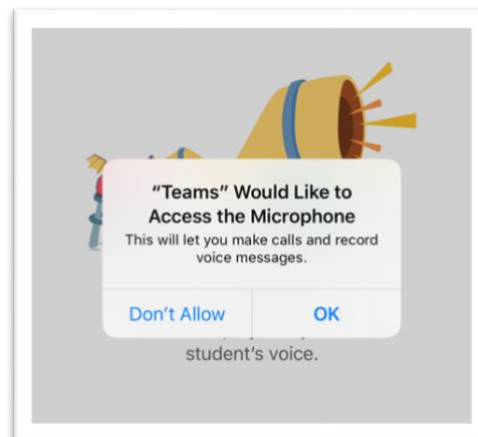 “Teams” Would Like to
Access the Microphone
This will let you make calls and record
voice messages.
Don’t Allow OK
student’s voice.